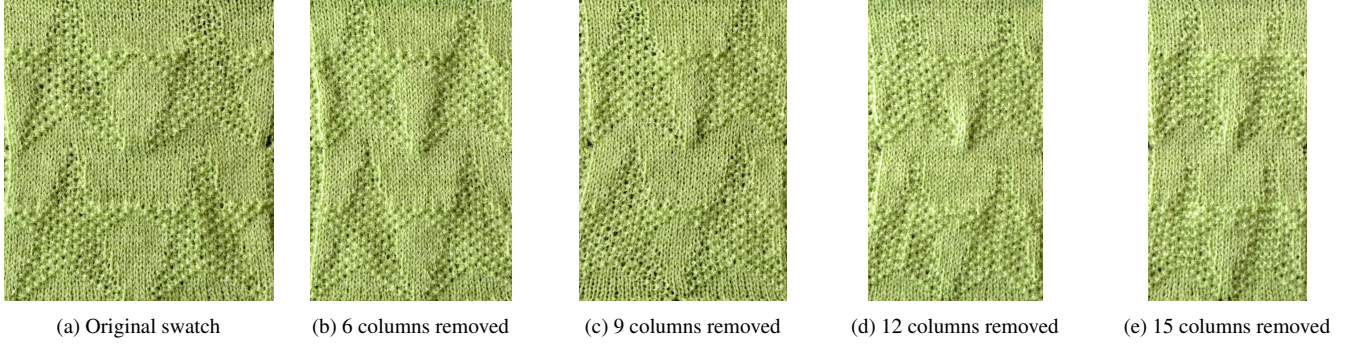 (a) Original swatch
(b) 6 columns removed
(c) 9 columns removed
(d) 12 columns removed
(e) 15 columns removed